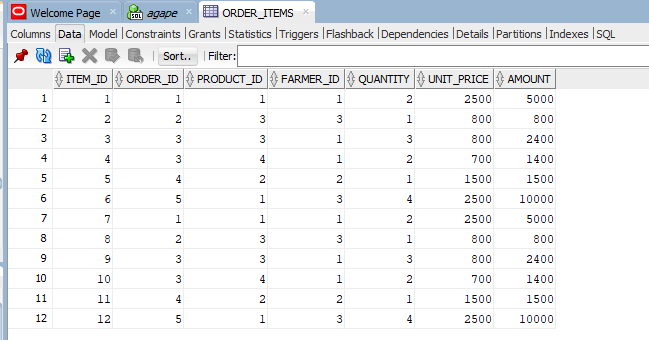 Welcome Page agape ORDER_ITEMS
Columns Data Model Constraints Grants Statistics Triggers Flashback Dependencies Details Partitions Indexes SQL
Sort.. Filter:
ITEM_ID ORDER_ID PRODUCT_ID FARMER_ID QUANTITY UNIT_PRICE AMOUNT
1 1 1 1 1 2 2500 5000
2 2 2 3 3 1 800 800
3 3 3 3 1 3 800 2400
4 4 3 4 1 2 700 1400
5 5 4 2 2 1 1500 1500
6 6 5 1 3 4 2500 10000
7 7 1 1 1 2 2500 5000
8 8 2 3 3 1 800 800
9 9 3 3 1 3 800 2400
10 10 3 4 1 2 700 1400
11 11 4 2 2 1 1500 1500
12 12 5 1 3 4 2500 10000